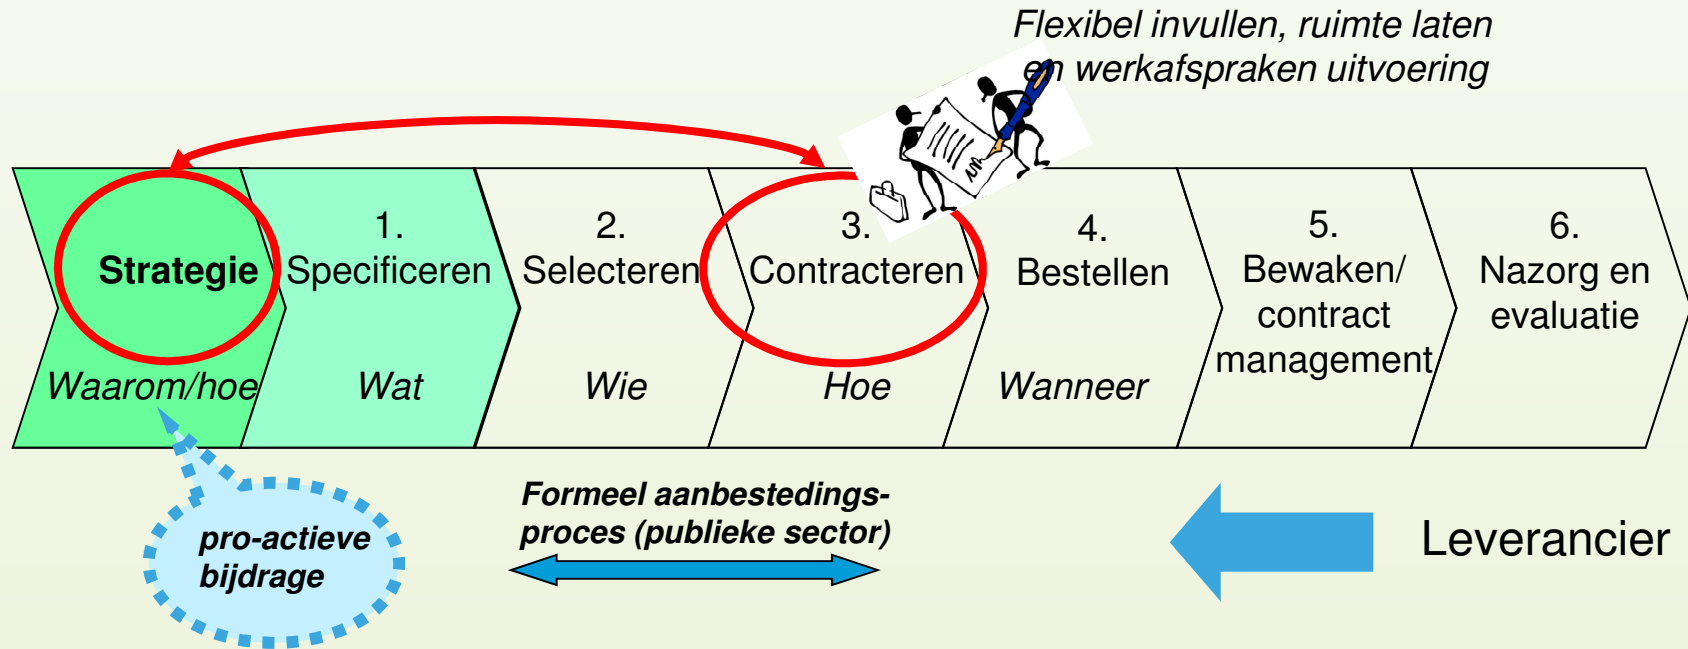 Flexibel invullen, ruimte laten
en werkafspraken uitvoering
Strategie
Waarom/hoe
1.
Specificeren
Wat
2.
Selecteren
Wie
3.
Contracteren
Hoe
4.
Bestellen
Wanneer
5.
Bewaken/
contract
management
6.
Nazorg en
evaluatie
pro-actieve
bijdrage
Formeel aanbestedings-
proces (publieke sector)
Leverancier